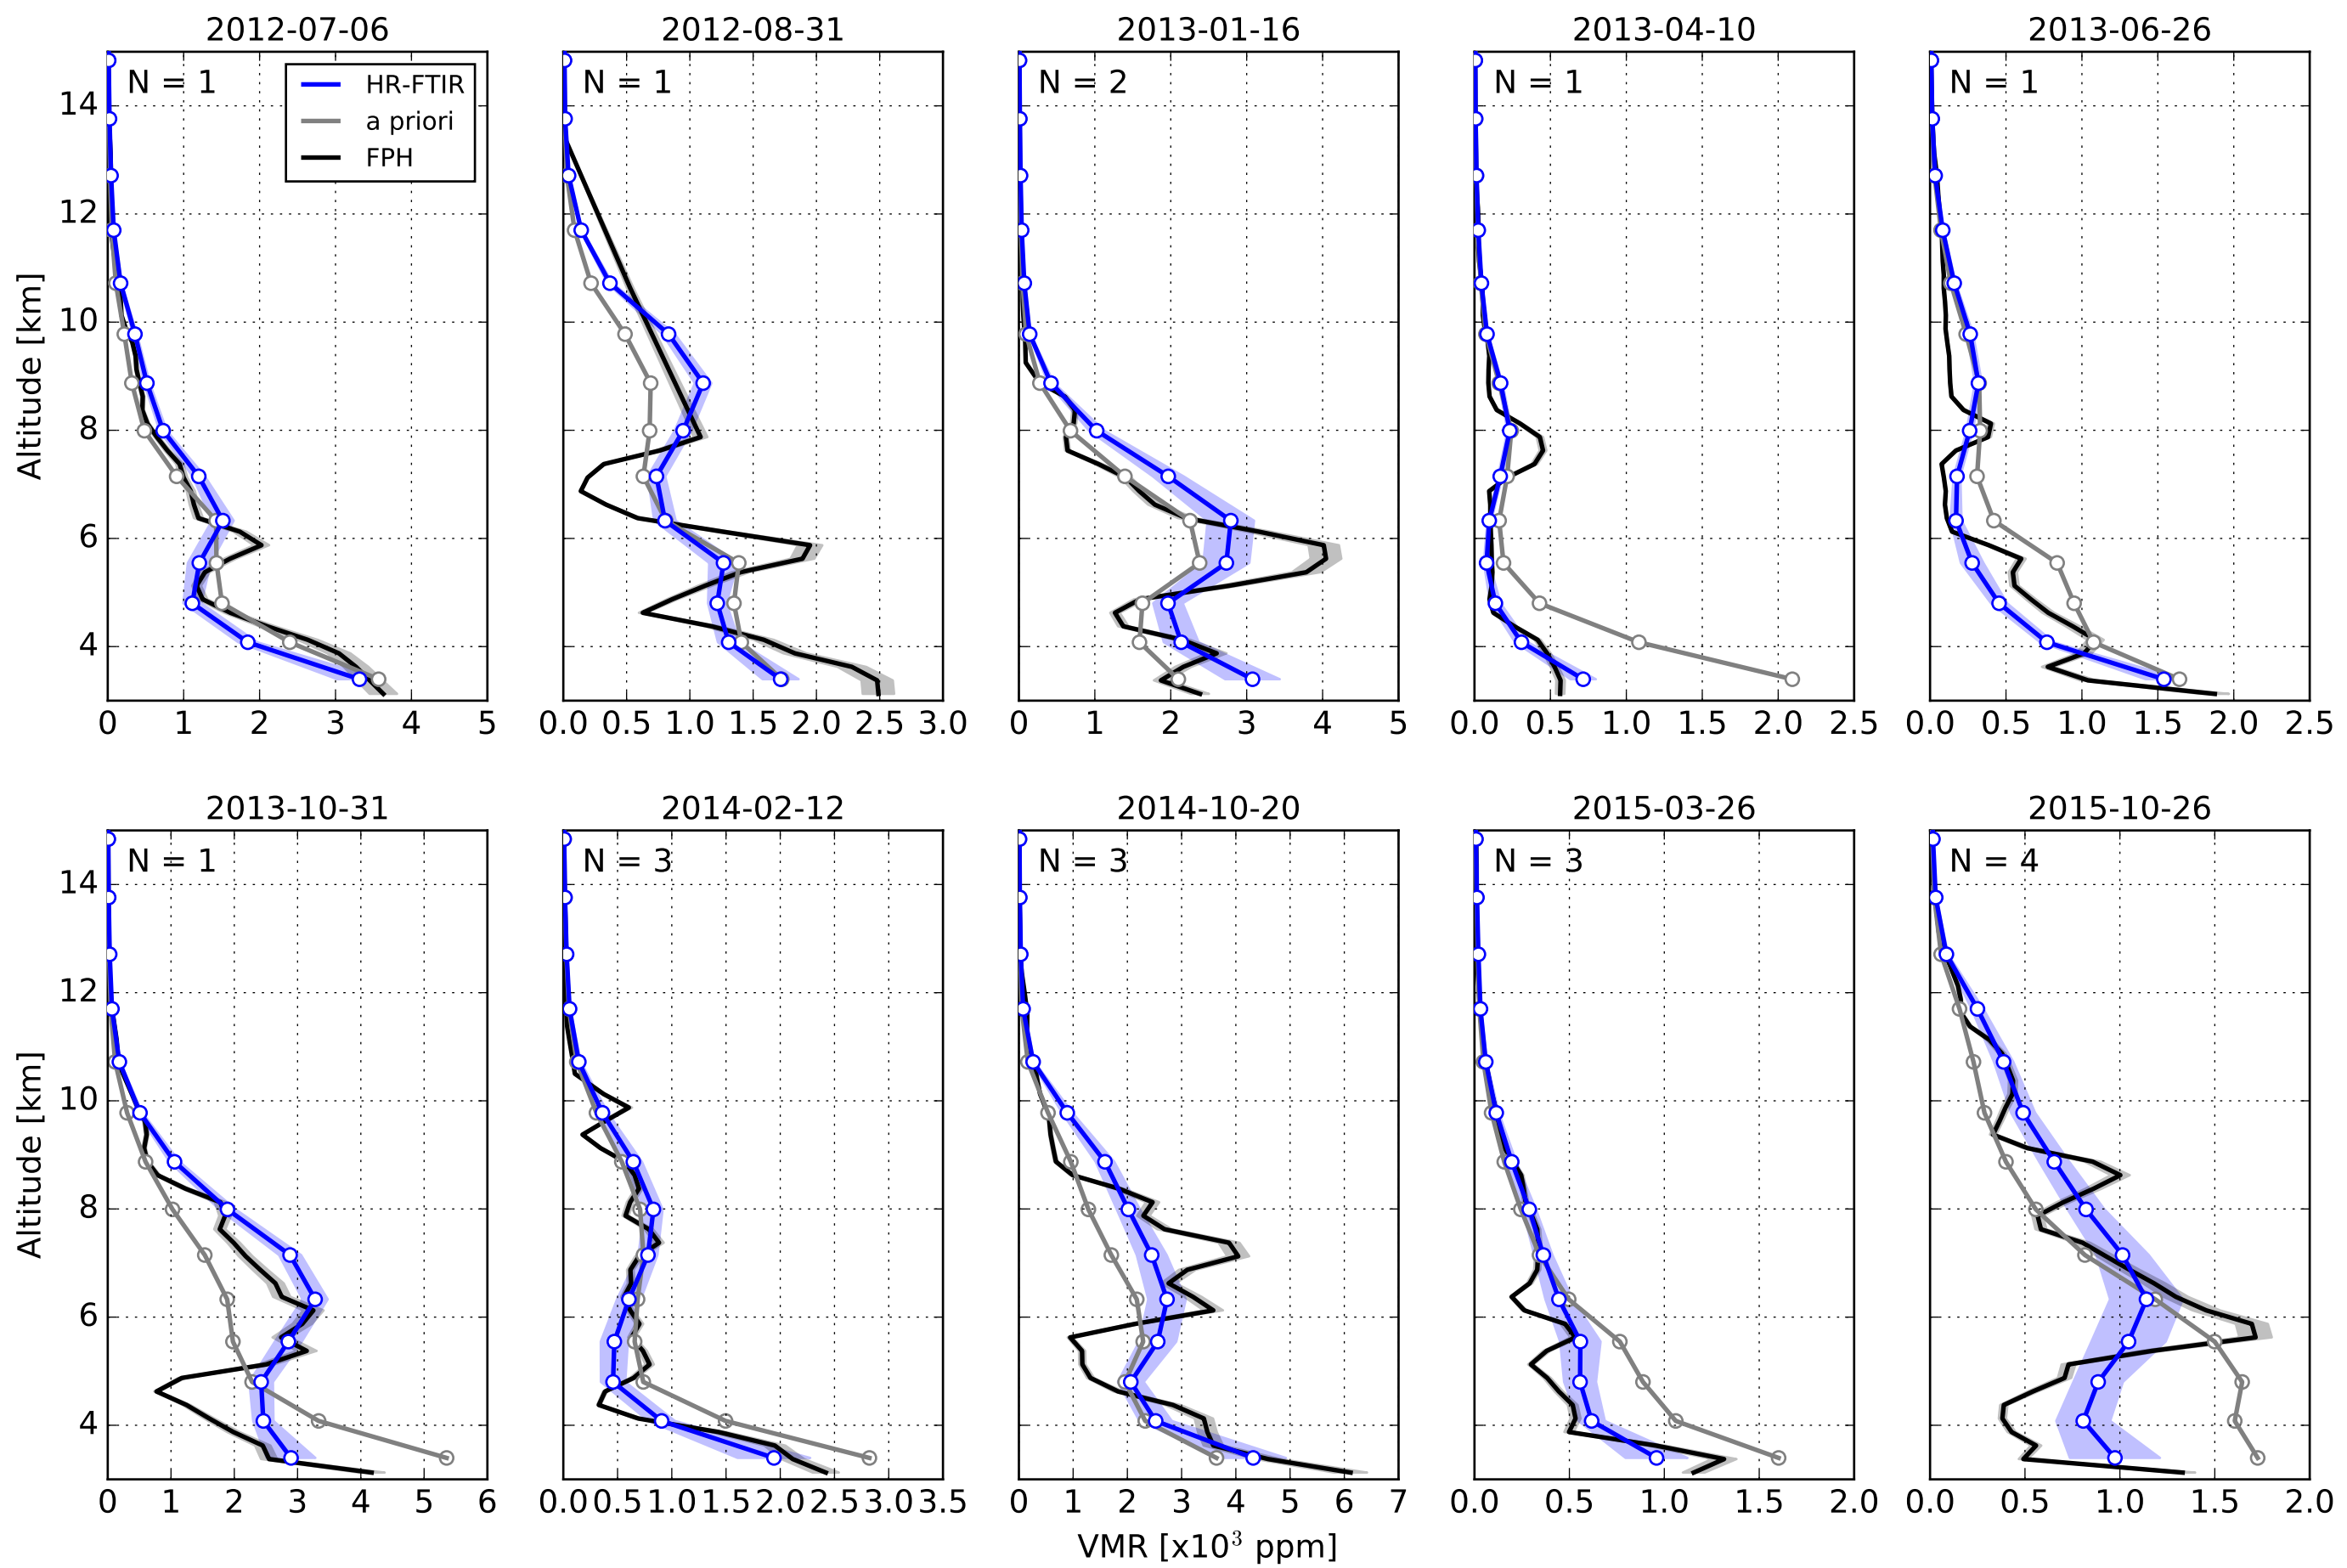 2012-07-06 2012-08-31 2013-01-16 2013-04-10 2013-06-26
N = 1 N = 1 N = 2 N = 1 N = 1
HR-FTIR
a priori
FPH
Altitude [km]
14
12
10
8
6
4
0 1 2 3 4 5 0.0 0.5 1.0 1.5 2.0 2.5 3.0 0 1 2 3 4 5 0.0 0.5 1.0 1.5 2.0 2.5 0.0 0.5 1.0 1.5 2.0 2.5
2013-10-31 2014-02-12 2014-10-20 2015-03-26 2015-10-26
N = 1 N = 3 N = 3 N = 3 N = 4
Altitude [km]
14
12
10
8
6
4
0 1 2 3 4 5 6 0.0 0.5 1.0 1.5 2.0 2.5 3.0 3.5 0 1 2 3 4 5 6 7 0.0 0.5 1.0 1.5 2.0 0.0 0.5 1.0 1.5 2.0
VMR [x10³ ppm]